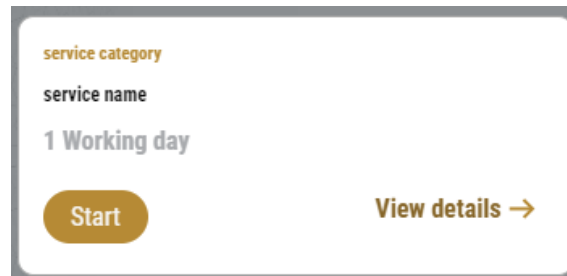 service category
service name
1 Working day
Start
View details →